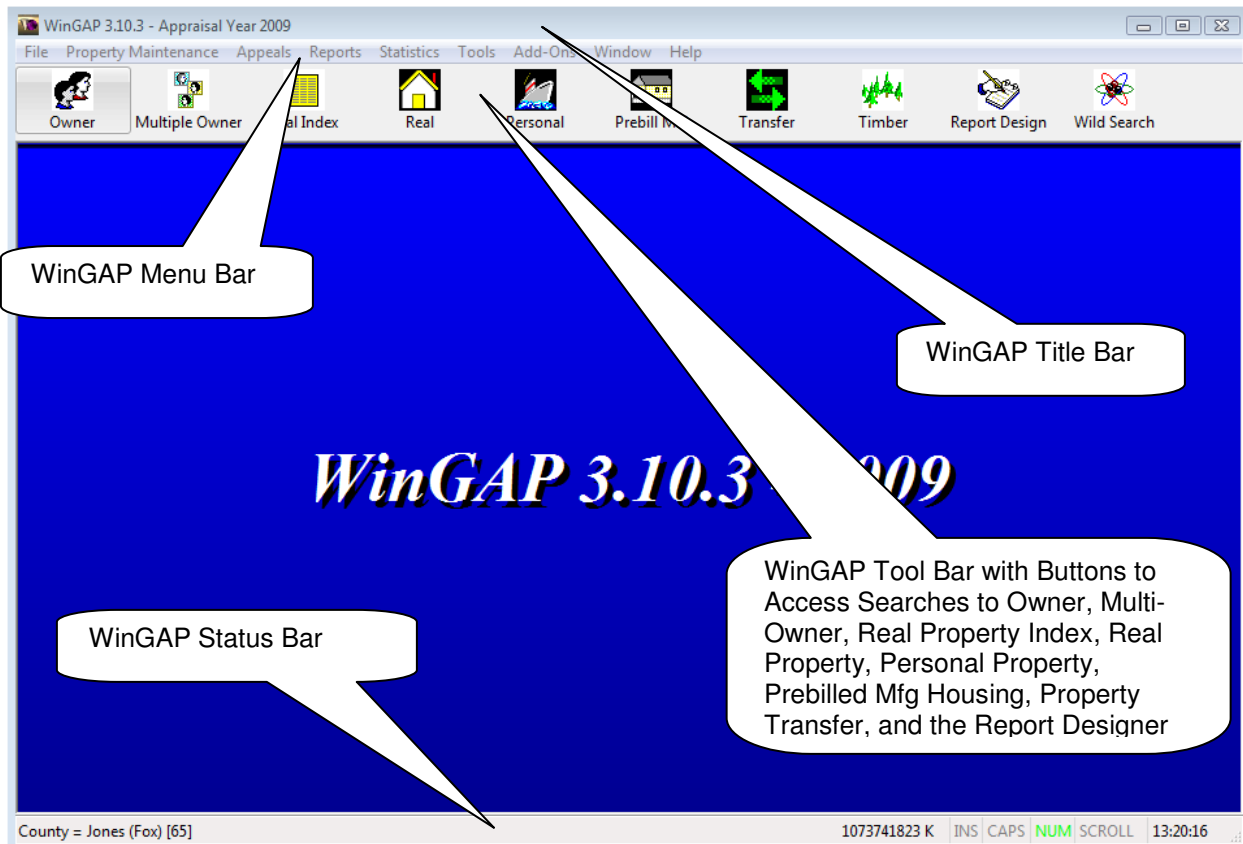 WinGAP 3.10.3 - Appraisal Year 2009
File Property Maintenance Appeals Reports Statistics Tools Add-Ons Window Help
Owner Multiple Owner Index Real Personal Prebill Transfer Timber Report Design Wild Search
WinGAP Menu Bar
WinGAP Title Bar
WinGAP 3.10.3
WinGAP Tool Bar with Buttons to
Access Searches to Owner, Multi-
Owner, Real Property Index, Real
Property, Personal Property,
Prebilled Mfg Housing, Property
Transfer, and the Report Designer
WinGAP Status Bar
County = Jones (Fox) [65] 1073741823 K INS CAPS NUM SCROLL 13:20:16